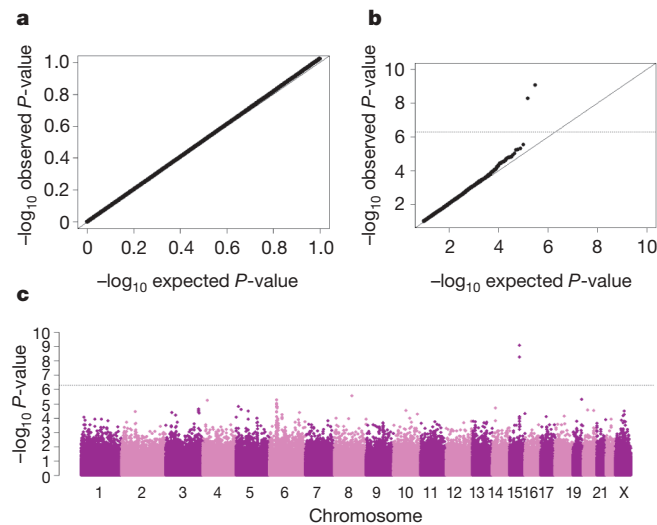 a
b
1.0
0.8
0.6
0.4
0.2
0
–log10 observed P-value
0 0.2 0.4 0.6 0.8 1.0
–log10 expected P-value
10
8
6
4
2
–log10 observed P-value
2 4 6 8 10
–log10 expected P-value
c
10
9
8
7
6
5
4
3
2
1
0
–log10 P-value
1 2 3 4 5 6 7 8 9 10 11 12 13 14 15 16 17 19 21 X
Chromosome